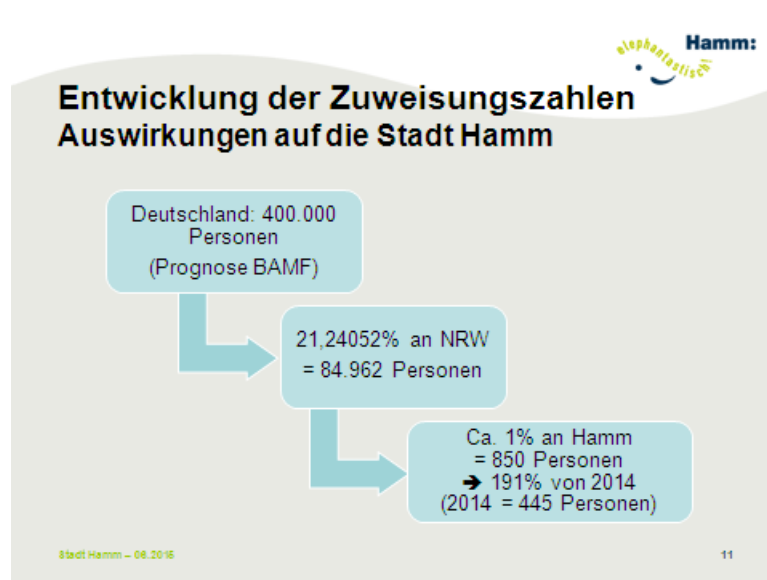 elephantastisch!
Hamm:
Entwicklung der Zuweisungszahlen
Auswirkungen auf die Stadt Hamm
Deutschland: 400.000
Personen
(Prognose BAMF)
21,24052% an NRW
= 84.962 Personen
Ca. 1% an Hamm
= 850 Personen
➔ 191% von 2014
(2014 = 445 Personen)
Stadt Hamm – 06.2015
11